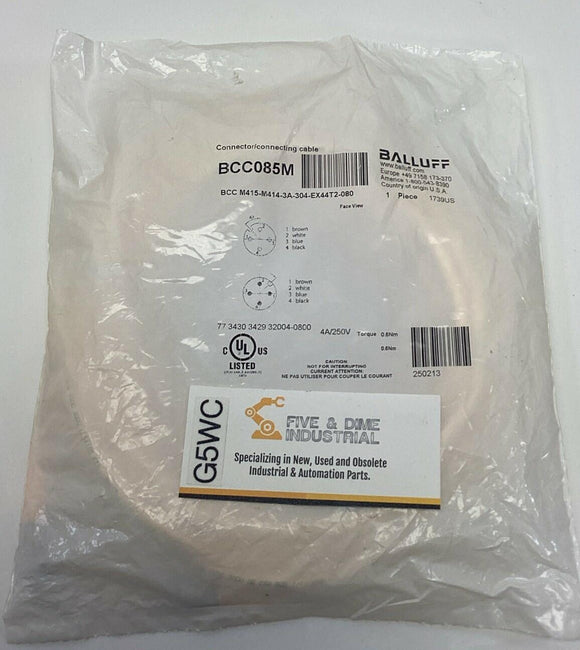 Connector/connecting cable
BCC085M
BCC M415-M414-3A-304-EX44T2-080
Face View
BALLUFF
www.balluff.com
Europe +49 7158 173-370
America 1-800-543-8390
Country of origin U.S.A.
1 Piece 1739US
1 brown
2 white
3 blue
4 black
1 brown
2 white
3 blue
4 black
77 3430 3429 32004-0800 4A/250V Torque 0.6Nm
0.6Nm
C UL US
LISTED
CAUTION:
NOT FOR INTERRUPTING
CURRENT ATTENTION:
NE PAS UTILISER POUR COUPER LE COURANT
250213
G5WC
FIVE & DIME
INDUSTRIAL
Specializing in New, Used and Obsolete
Industrial & Automation Parts.